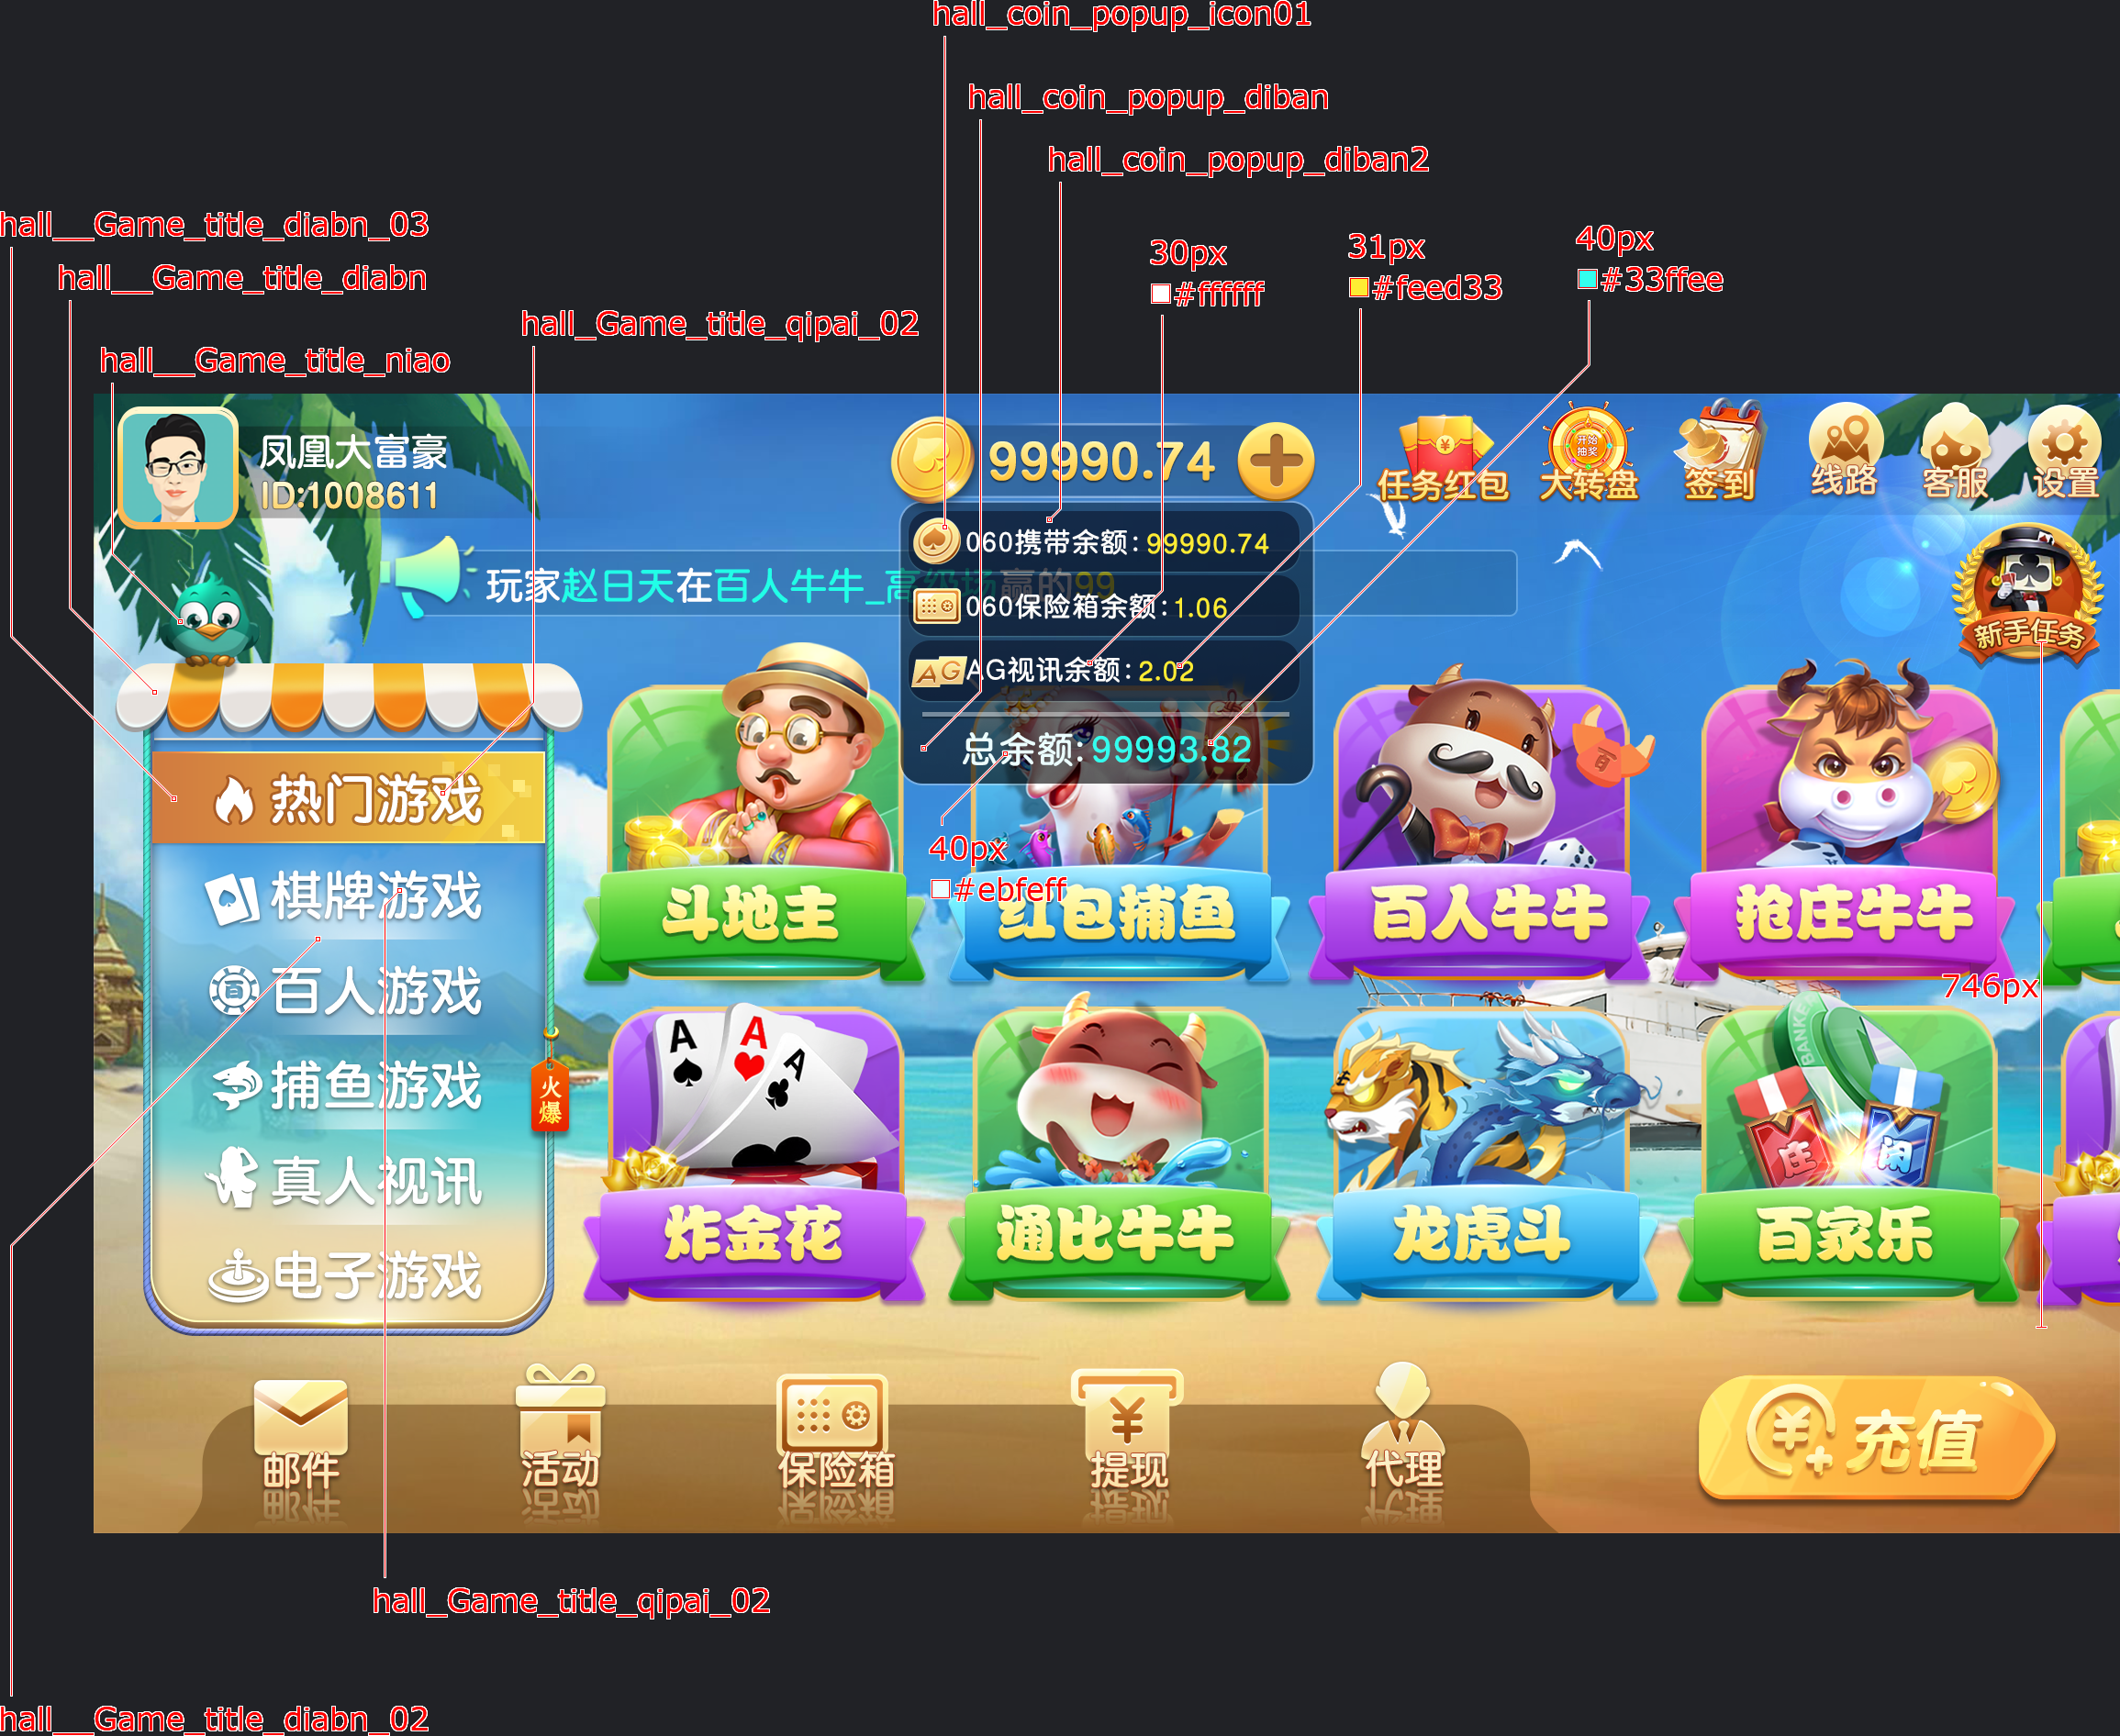 hall_coin_popup_icon01
hall_coin_popup_diban
hall_coin_popup_diban2
hall__Game_title_diabn_03
hall__Game_title_diabn
hall_Game_title_qipai_02
hall__Game_title_niao
30px
#ffffff
31px
#feed33
40px
#33ffee
凤凰大富豪
ID:1008611
99990.74
任务红包
开始
抽奖
大转盘
签到
线路
客服
设置
060携带余额:99990.74
玩家赵日天在百人牛牛_高级场赢的99
060保险箱余额:1.06
新手任务
AG
AG视讯余额:2.02
总余额:99993.82
40px
#ebfeff
热门游戏
棋牌游戏
百
百人游戏
捕鱼游戏
火爆
真人视讯
电子游戏
斗地主
红包捕鱼
百
百人牛牛
抢庄牛牛
746px
A
A
A
炸金花
通比牛牛
龙虎斗
BANKE
庄
闲
百家乐
邮件
活动
保险箱
¥
提现
代理
¥
充值
hall_Game_title_qipai_02
hall__Game_title_diabn_02